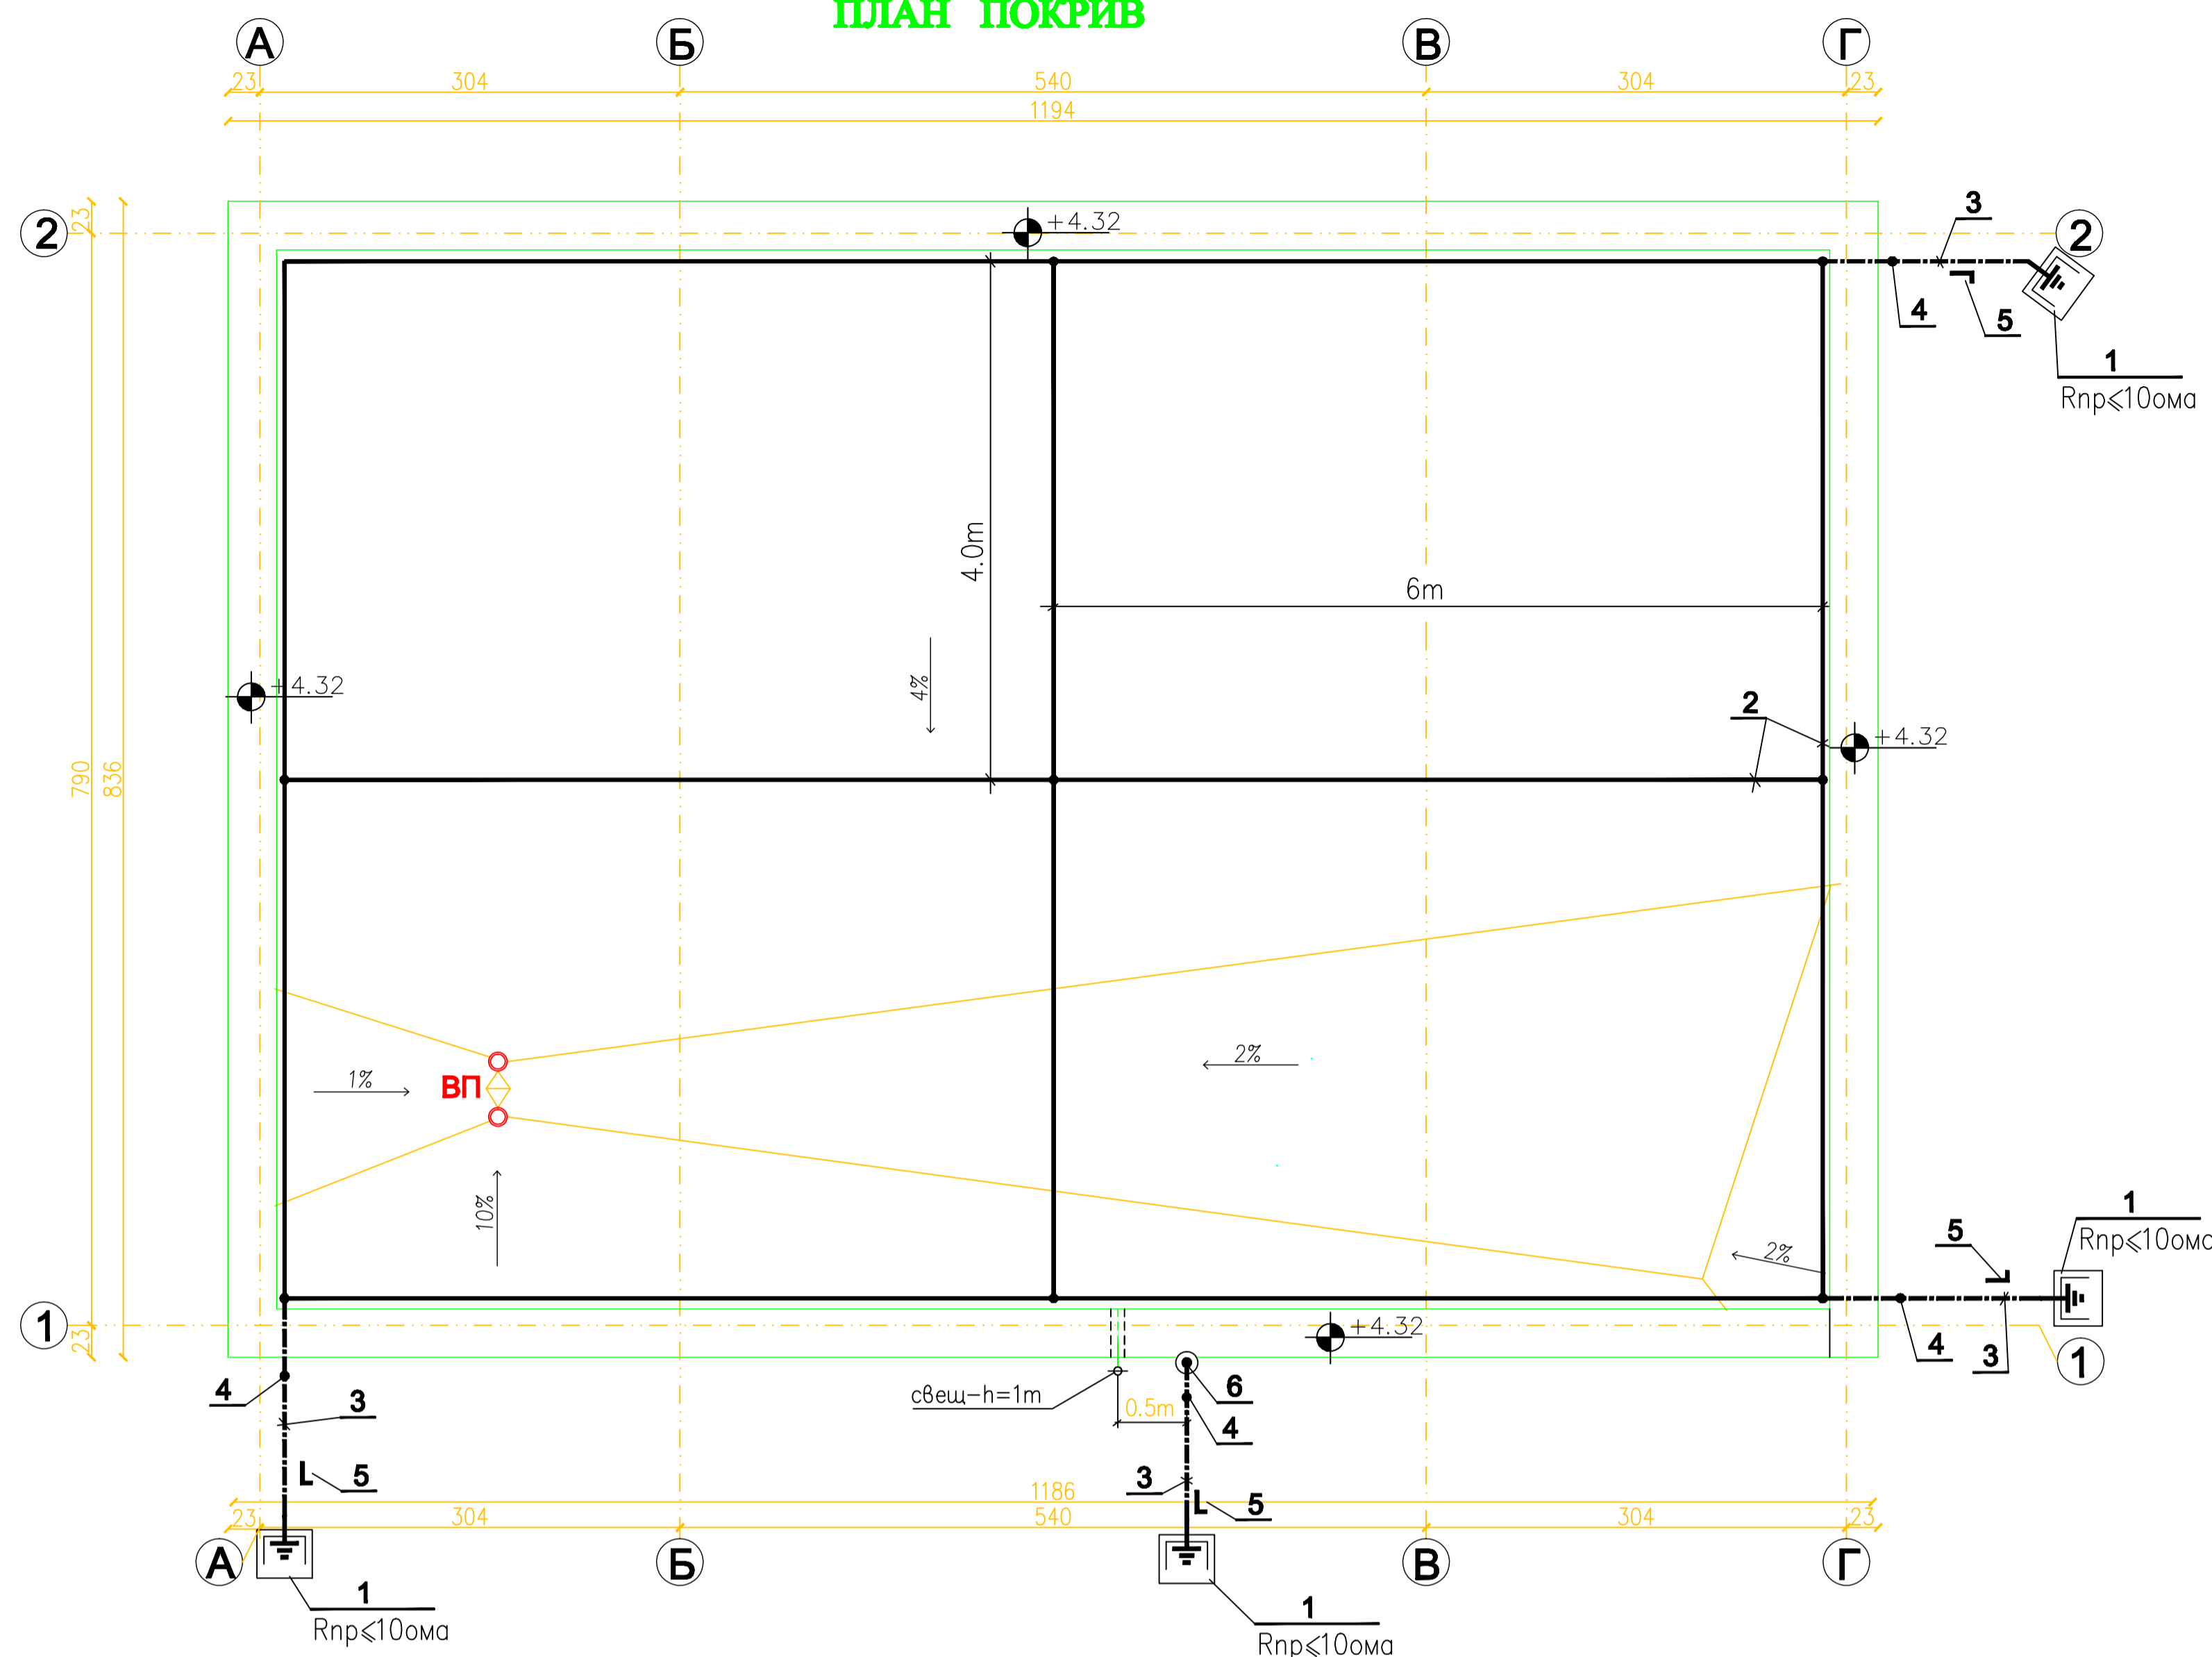 ПЛАН ПОКРИВ
А Б В Г
23 304 540 304 23
1194
2 23 +4.32 3 2
4 5
1
Rпр⩽10ома
4.0m
6m
4%
+4.32
2
+4.32
790 836
1% ВП 2%
10%
2%
1
Rпр⩽10ома
5
1 23 +4.32
4 3 1
4 3
свещ-h=1m 0.5m 6
4
5
3 5
1186
23 304 540 304 23
А Б В Г
1
Rпр⩽10ома
1
Rпр⩽10ома